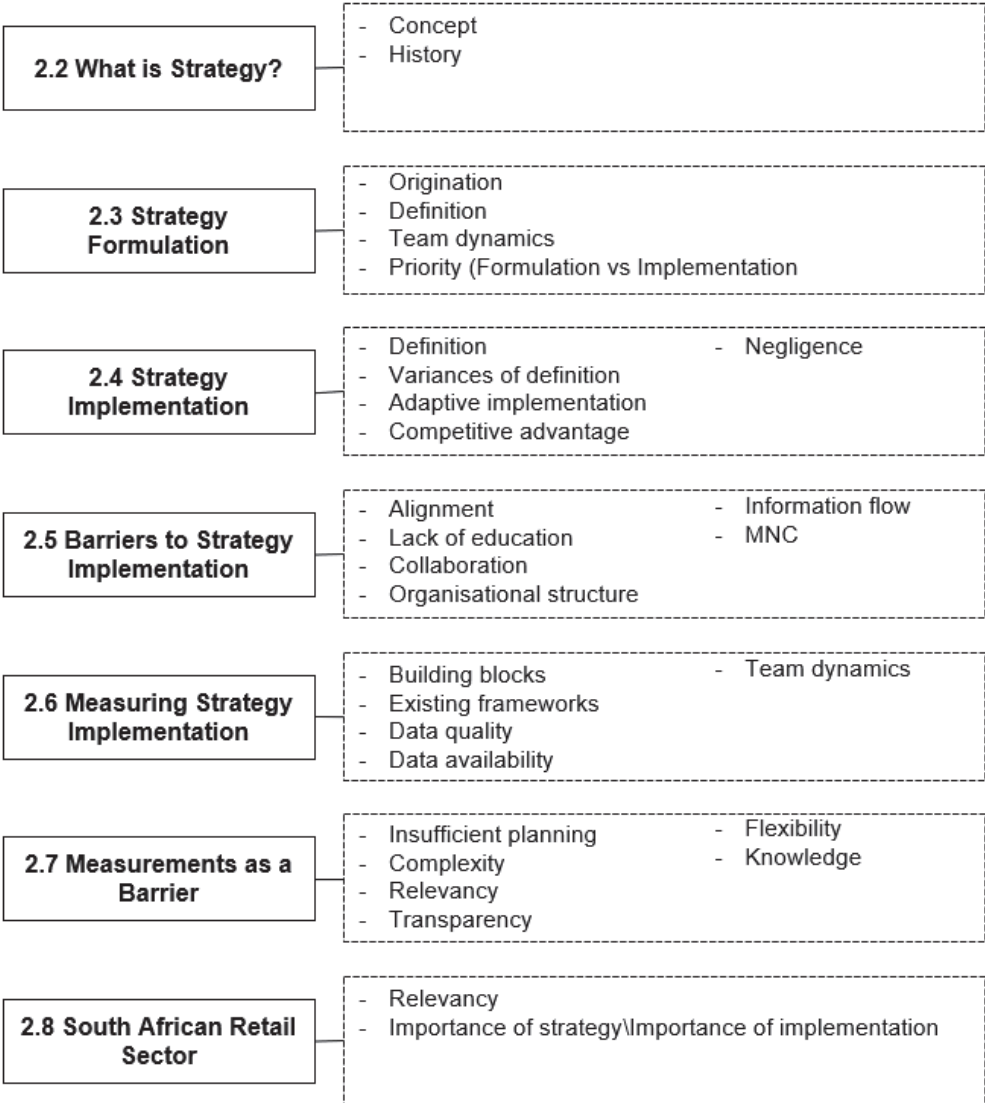 2.2 What is Strategy?
- Concept
- History
2.3 Strategy
Formulation
- Origination
- Definition
- Team dynamics
- Priority (Formulation vs Implementation
2.4 Strategy
Implementation
- Definition
- Variances of definition
- Adaptive implementation
- Competitive advantage
- Negligence
2.5 Barriers to Strategy
Implementation
- Alignment
- Lack of education
- Collaboration
- Organisational structure
- Information flow
- MNC
2.6 Measuring Strategy
Implementation
- Building blocks
- Existing frameworks
- Data quality
- Data availability
- Team dynamics
2.7 Measurements as a
Barrier
- Insufficient planning
- Complexity
- Relevancy
- Transparency
- Flexibility
- Knowledge
2.8 South African Retail
Sector
- Relevancy
- Importance of strategy\Importance of implementation